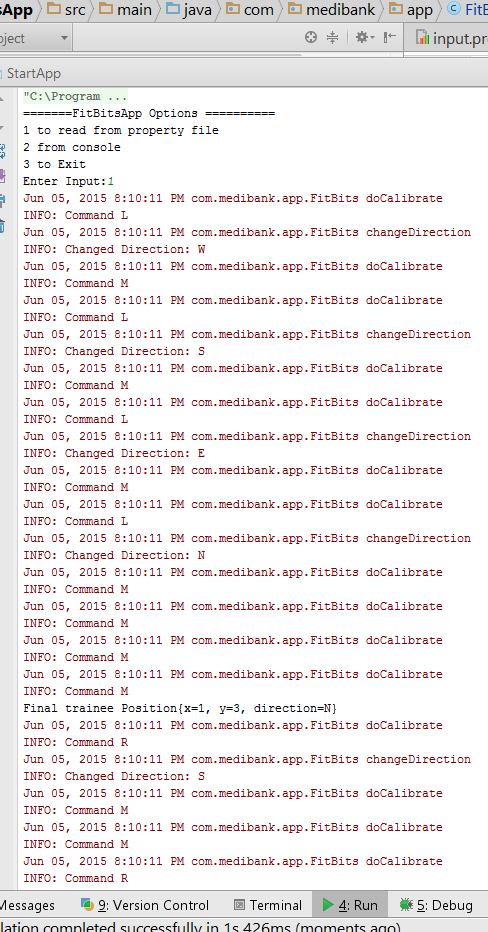 sApp src main java com medibank app FitB
ject input.pr
StartApp
"C:\Program ...
=======FitBitsApp Options ==========
1 to read from property file
2 from console
3 to Exit
Enter Input:1
Jun 05, 2015 8:10:11 PM com.medibank.app.FitBits doCalibrate
INFO: Command L
Jun 05, 2015 8:10:11 PM com.medibank.app.FitBits changeDirection
INFO: Changed Direction: W
Jun 05, 2015 8:10:11 PM com.medibank.app.FitBits doCalibrate
INFO: Command M
Jun 05, 2015 8:10:11 PM com.medibank.app.FitBits doCalibrate
INFO: Command L
Jun 05, 2015 8:10:11 PM com.medibank.app.FitBits changeDirection
INFO: Changed Direction: S
Jun 05, 2015 8:10:11 PM com.medibank.app.FitBits doCalibrate
INFO: Command M
Jun 05, 2015 8:10:11 PM com.medibank.app.FitBits doCalibrate
INFO: Command L
Jun 05, 2015 8:10:11 PM com.medibank.app.FitBits changeDirection
INFO: Changed Direction: E
Jun 05, 2015 8:10:11 PM com.medibank.app.FitBits doCalibrate
INFO: Command M
Jun 05, 2015 8:10:11 PM com.medibank.app.FitBits doCalibrate
INFO: Command L
Jun 05, 2015 8:10:11 PM com.medibank.app.FitBits changeDirection
INFO: Changed Direction: N
Jun 05, 2015 8:10:11 PM com.medibank.app.FitBits doCalibrate
INFO: Command M
Jun 05, 2015 8:10:11 PM com.medibank.app.FitBits doCalibrate
INFO: Command M
Jun 05, 2015 8:10:11 PM com.medibank.app.FitBits doCalibrate
INFO: Command M
Jun 05, 2015 8:10:11 PM com.medibank.app.FitBits doCalibrate
INFO: Command M
Final trainee Position{x=1, y=3, direction=N}
Jun 05, 2015 8:10:11 PM com.medibank.app.FitBits doCalibrate
INFO: Command R
Jun 05, 2015 8:10:11 PM com.medibank.app.FitBits changeDirection
INFO: Changed Direction: S
Jun 05, 2015 8:10:11 PM com.medibank.app.FitBits doCalibrate
INFO: Command M
Jun 05, 2015 8:10:11 PM com.medibank.app.FitBits doCalibrate
INFO: Command M
Jun 05, 2015 8:10:11 PM com.medibank.app.FitBits doCalibrate
INFO: Command R
Messages 9: Version Control Terminal 4: Run 5: Debug
lation completed successfully in 1s 426ms (moments ago)